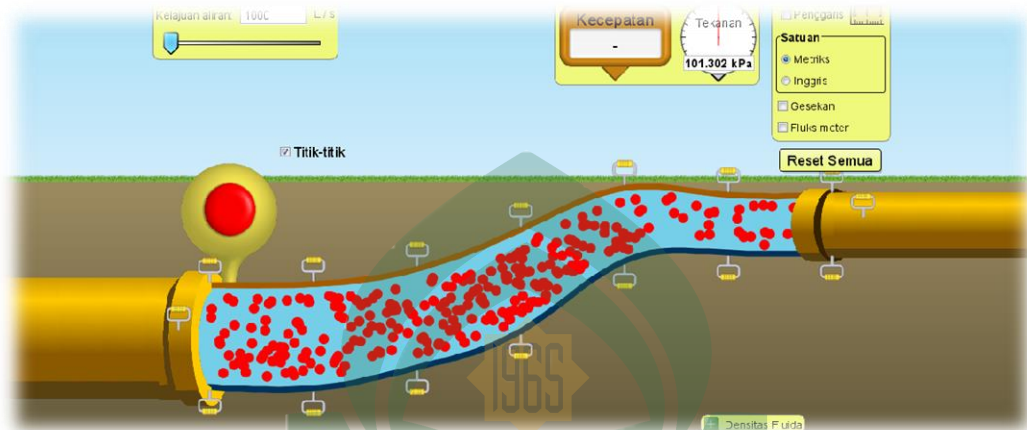 Kelajuan aliran: 1000 L/s
Kecepatan
-
Tekanan
101.302 kPa
Penggaris
Satuan
Metriks
Inggris
Gesekan
Fluks meter
Titik-titik
Reset Semua
1965
Densitas Fluida